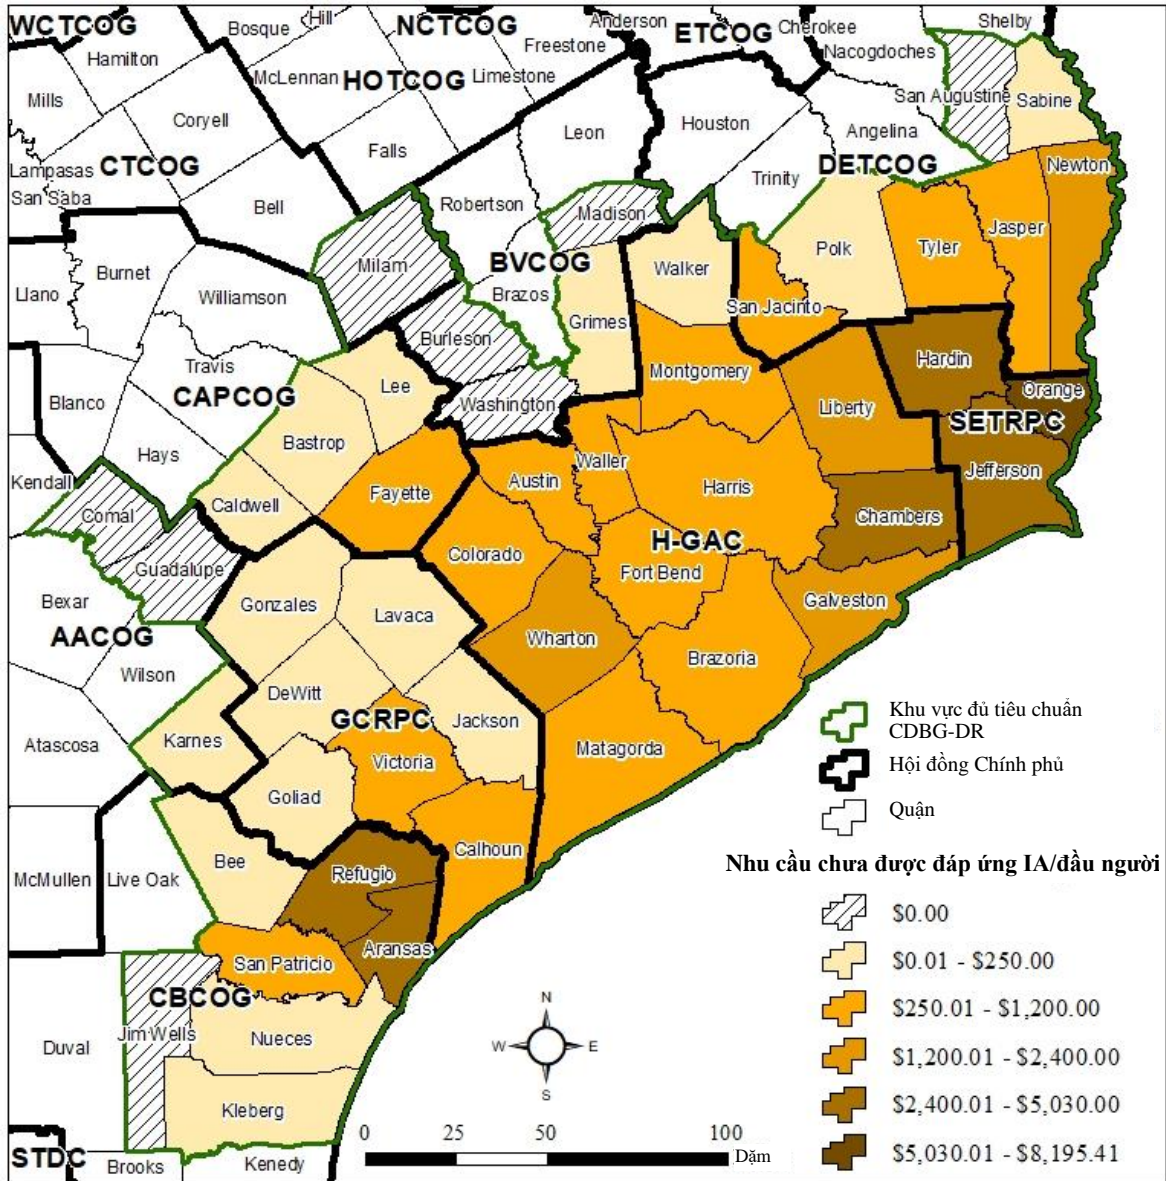 WCTCOG
Bosque
Hill
NCTCOG
Anderson
ETCOG
Cherokee
Shelby
Hamilton
Freestone
Nacogdoches
McLennan
HOTCOG
Limestone
Mills
San Augustine
Sabine
Coryell
Leon
Houston
Angelina
Falls
Lampasas
CTCOG
DETCOG
Newton
San Saba
Trinity
Bell
Robertson
Madison
Jasper
Milam
BVCOG
Walker
Polk
Tyler
Burnet
Llano
Williamson
Brazos
San Jacinto
Grimes
Burleson
Travis
Hardin
Montgomery
Lee
Orange
CAPCOG
Washington
Blanco
Liberty
SETRPC
Bastrop
Hays
Waller
Jefferson
Kendall
Austin
Fayette
Harris
Caldwell
Comal
Chambers
H-GAC
Colorado
Guadalupe
Fort Bend
Bexar
Gonzales
Galveston
Lavaca
AACOG
Wharton
Brazoria
Wilson
DeWitt
Jackson
GCRPC
Karnes
Atascosa
Matagorda
Victoria
Goliad
Calhoun
Bee
Refugio
McMullen
Live Oak
Aransas
San Patricio
CBCOG
Jim Wells
Nueces
Duval
Kleberg
STDC
Brooks
Kenedy
Khu vực đủ tiêu chuẩn
CDBG-DR
Hội đồng Chính phủ
Quận
Nhu cầu chưa được đáp ứng IA/đầu người
$0.00
$0.01 - $250.00
$250.01 - $1,200.00
$1,200.01 - $2,400.00
$2,400.01 - $5,030.00
$5,030.01 - $8,195.41
N
W E
S
0 25 50 100
Dặm